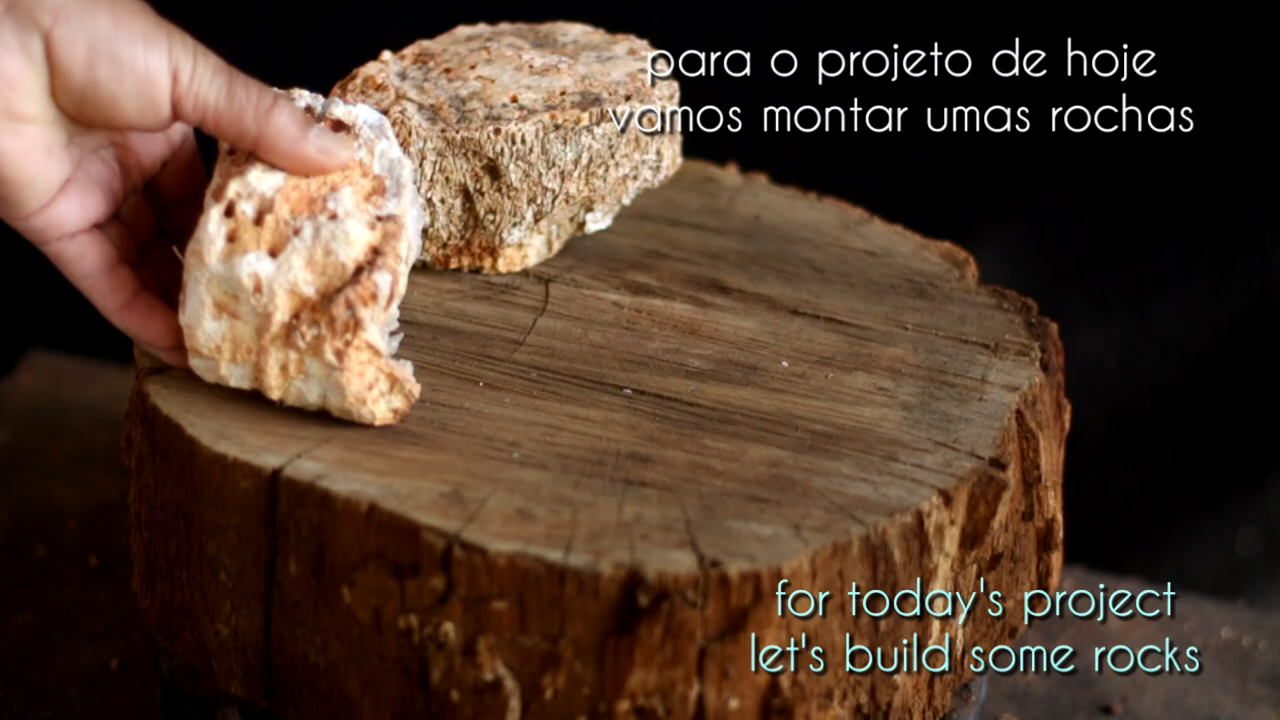 para o projeto de hoje
vamos montar umas rochas
for today's project
let's build some rocks